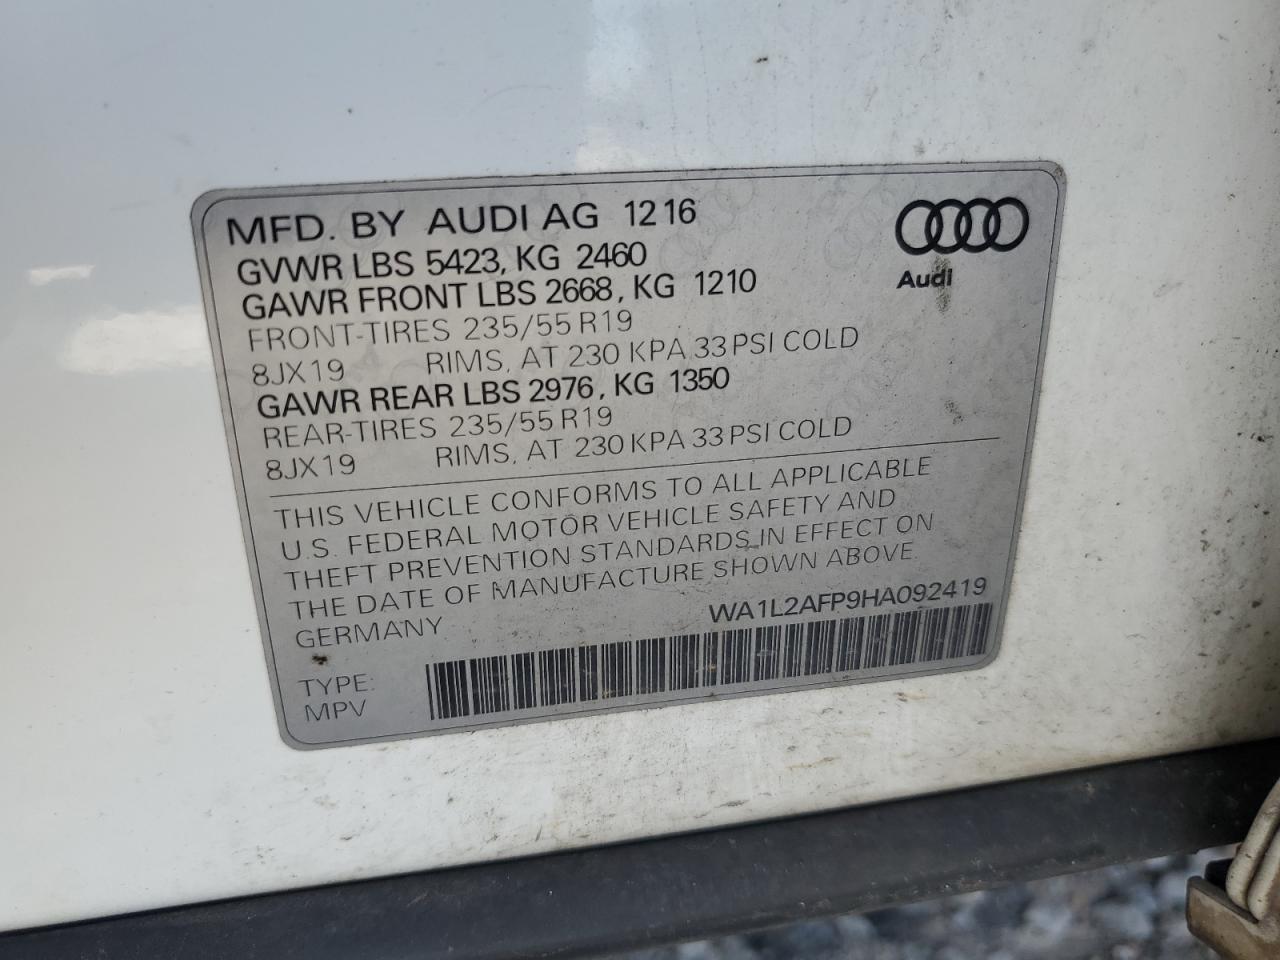 MFD. BY AUDI AG 12 16
GVWR LBS 5423, KG 2460
GAWR FRONT LBS 2668, KG 1210
FRONT-TIRES 235/55 R19
8JX19 RIMS, AT 230 KPA 33 PSI COLD
GAWR REAR LBS 2976, KG 1350
REAR-TIRES 235/55 R19
8JX19 RIMS, AT 230 KPA 33 PSI COLD
Audi
THIS VEHICLE CONFORMS TO ALL APPLICABLE
U.S. FEDERAL MOTOR VEHICLE SAFETY AND
THEFT PREVENTION STANDARDS IN EFFECT ON
THE DATE OF MANUFACTURE SHOWN ABOVE.
GERMANY WA1L2AFP9HA092419
TYPE:
MPV